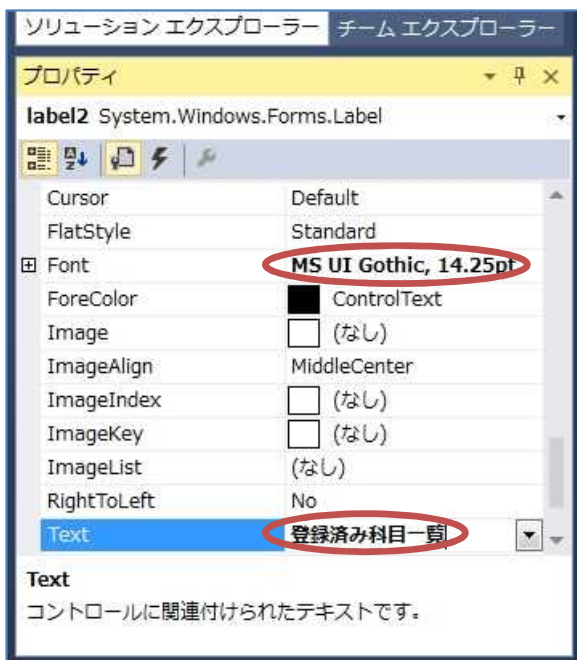 ソリューション エクスプローラー チーム エクスプローラー
プロパティ
label2 System.Windows.Forms.Label
Cursor Default
FlatStyle Standard
Font MS UI Gothic, 14.25pt
ForeColor ControlText
Image (なし)
ImageAlign MiddleCenter
ImageIndex (なし)
ImageKey (なし)
ImageList (なし)
RightToLeft No
Text 登録済み科目一覧
Text
コントロールに関連付けられたテキストです。